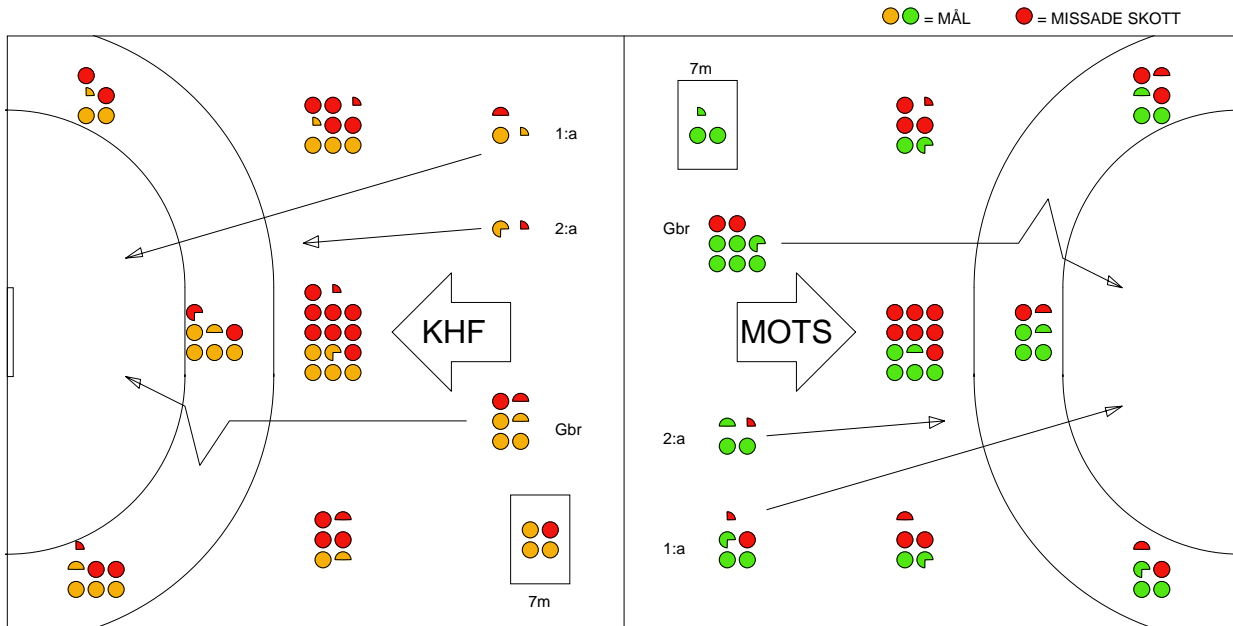 = MÅL = MISSADE SKOTT
7m
1:a
2:a
Gbr
KHF
MOTS
Gbr
2:a
1:a
7m